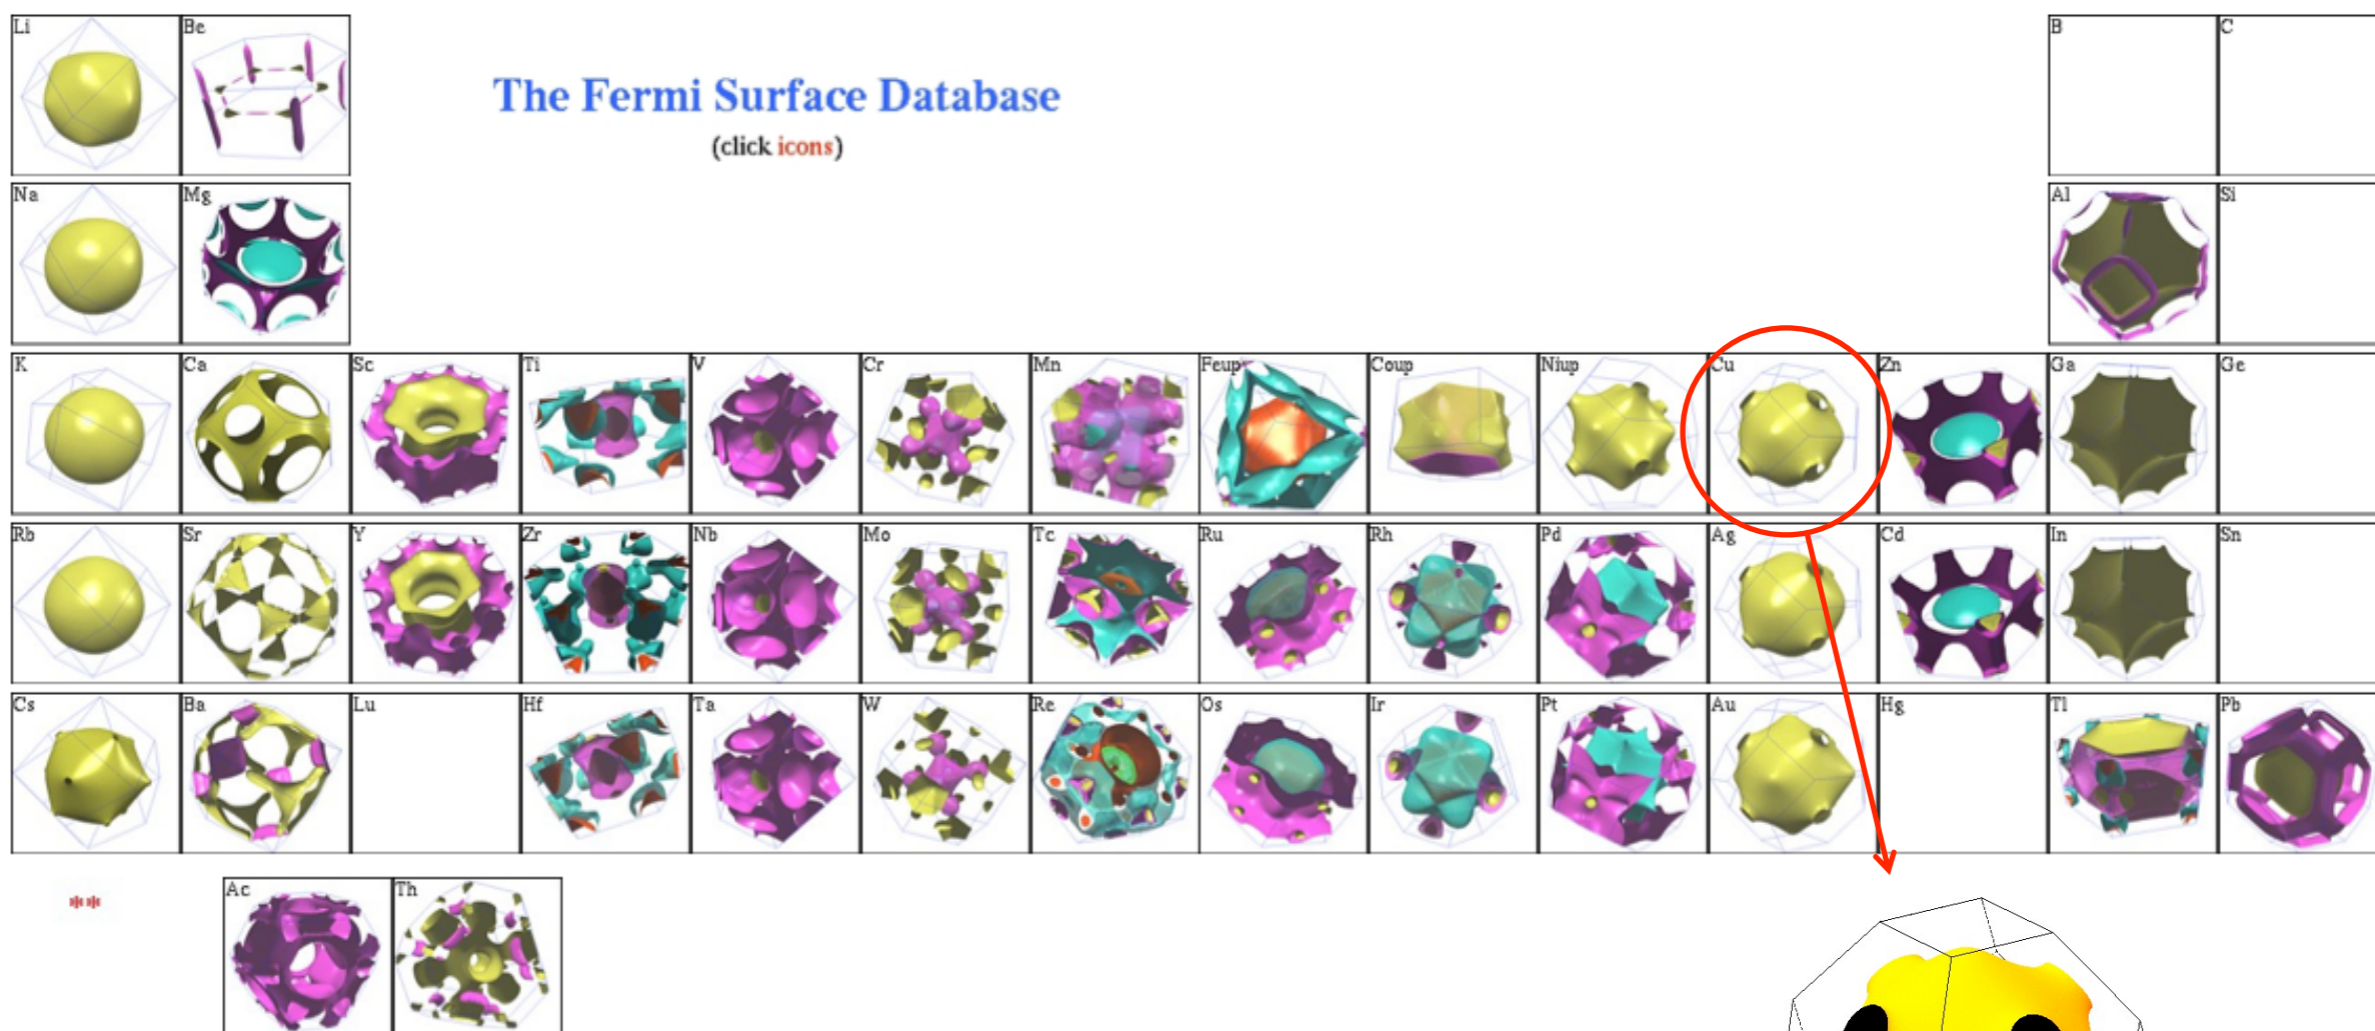 Li Be B C
The Fermi Surface Database
(click icons)
Na Mg Al Si
K Ca Sc Ti V Cr Mn Feup Coup Niup Cu Zn Ga Ge
Rb Sr Y Zr Nb Mo Tc Ru Rh Pd Ag Cd In Sn
Cs Ba Lu Hf Ta W Re Os Ir Pt Au Hg Tl Pb
** Ac Th